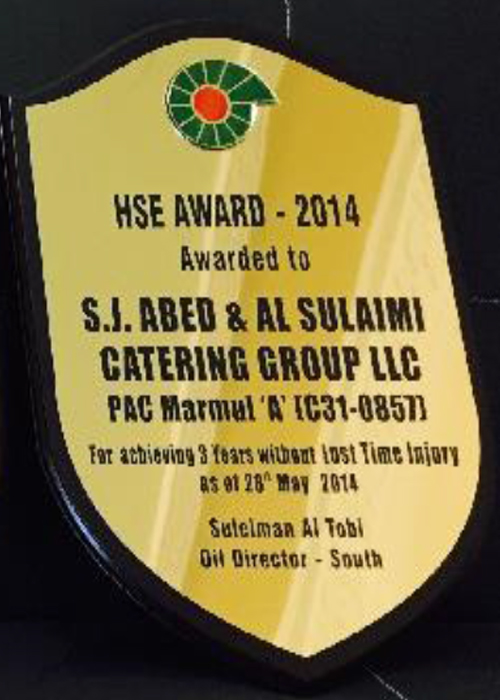 HSE AWARD - 2014
Awarded to
S.J. ABED & AL SULAIMI
CATERING GROUP LLC
PAC Marmul 'A' (C31-0857)
For achieving 3 Years without Lost Time Injury
as of 28th May 2014
Suleiman Al Tobi
Oil Director - South